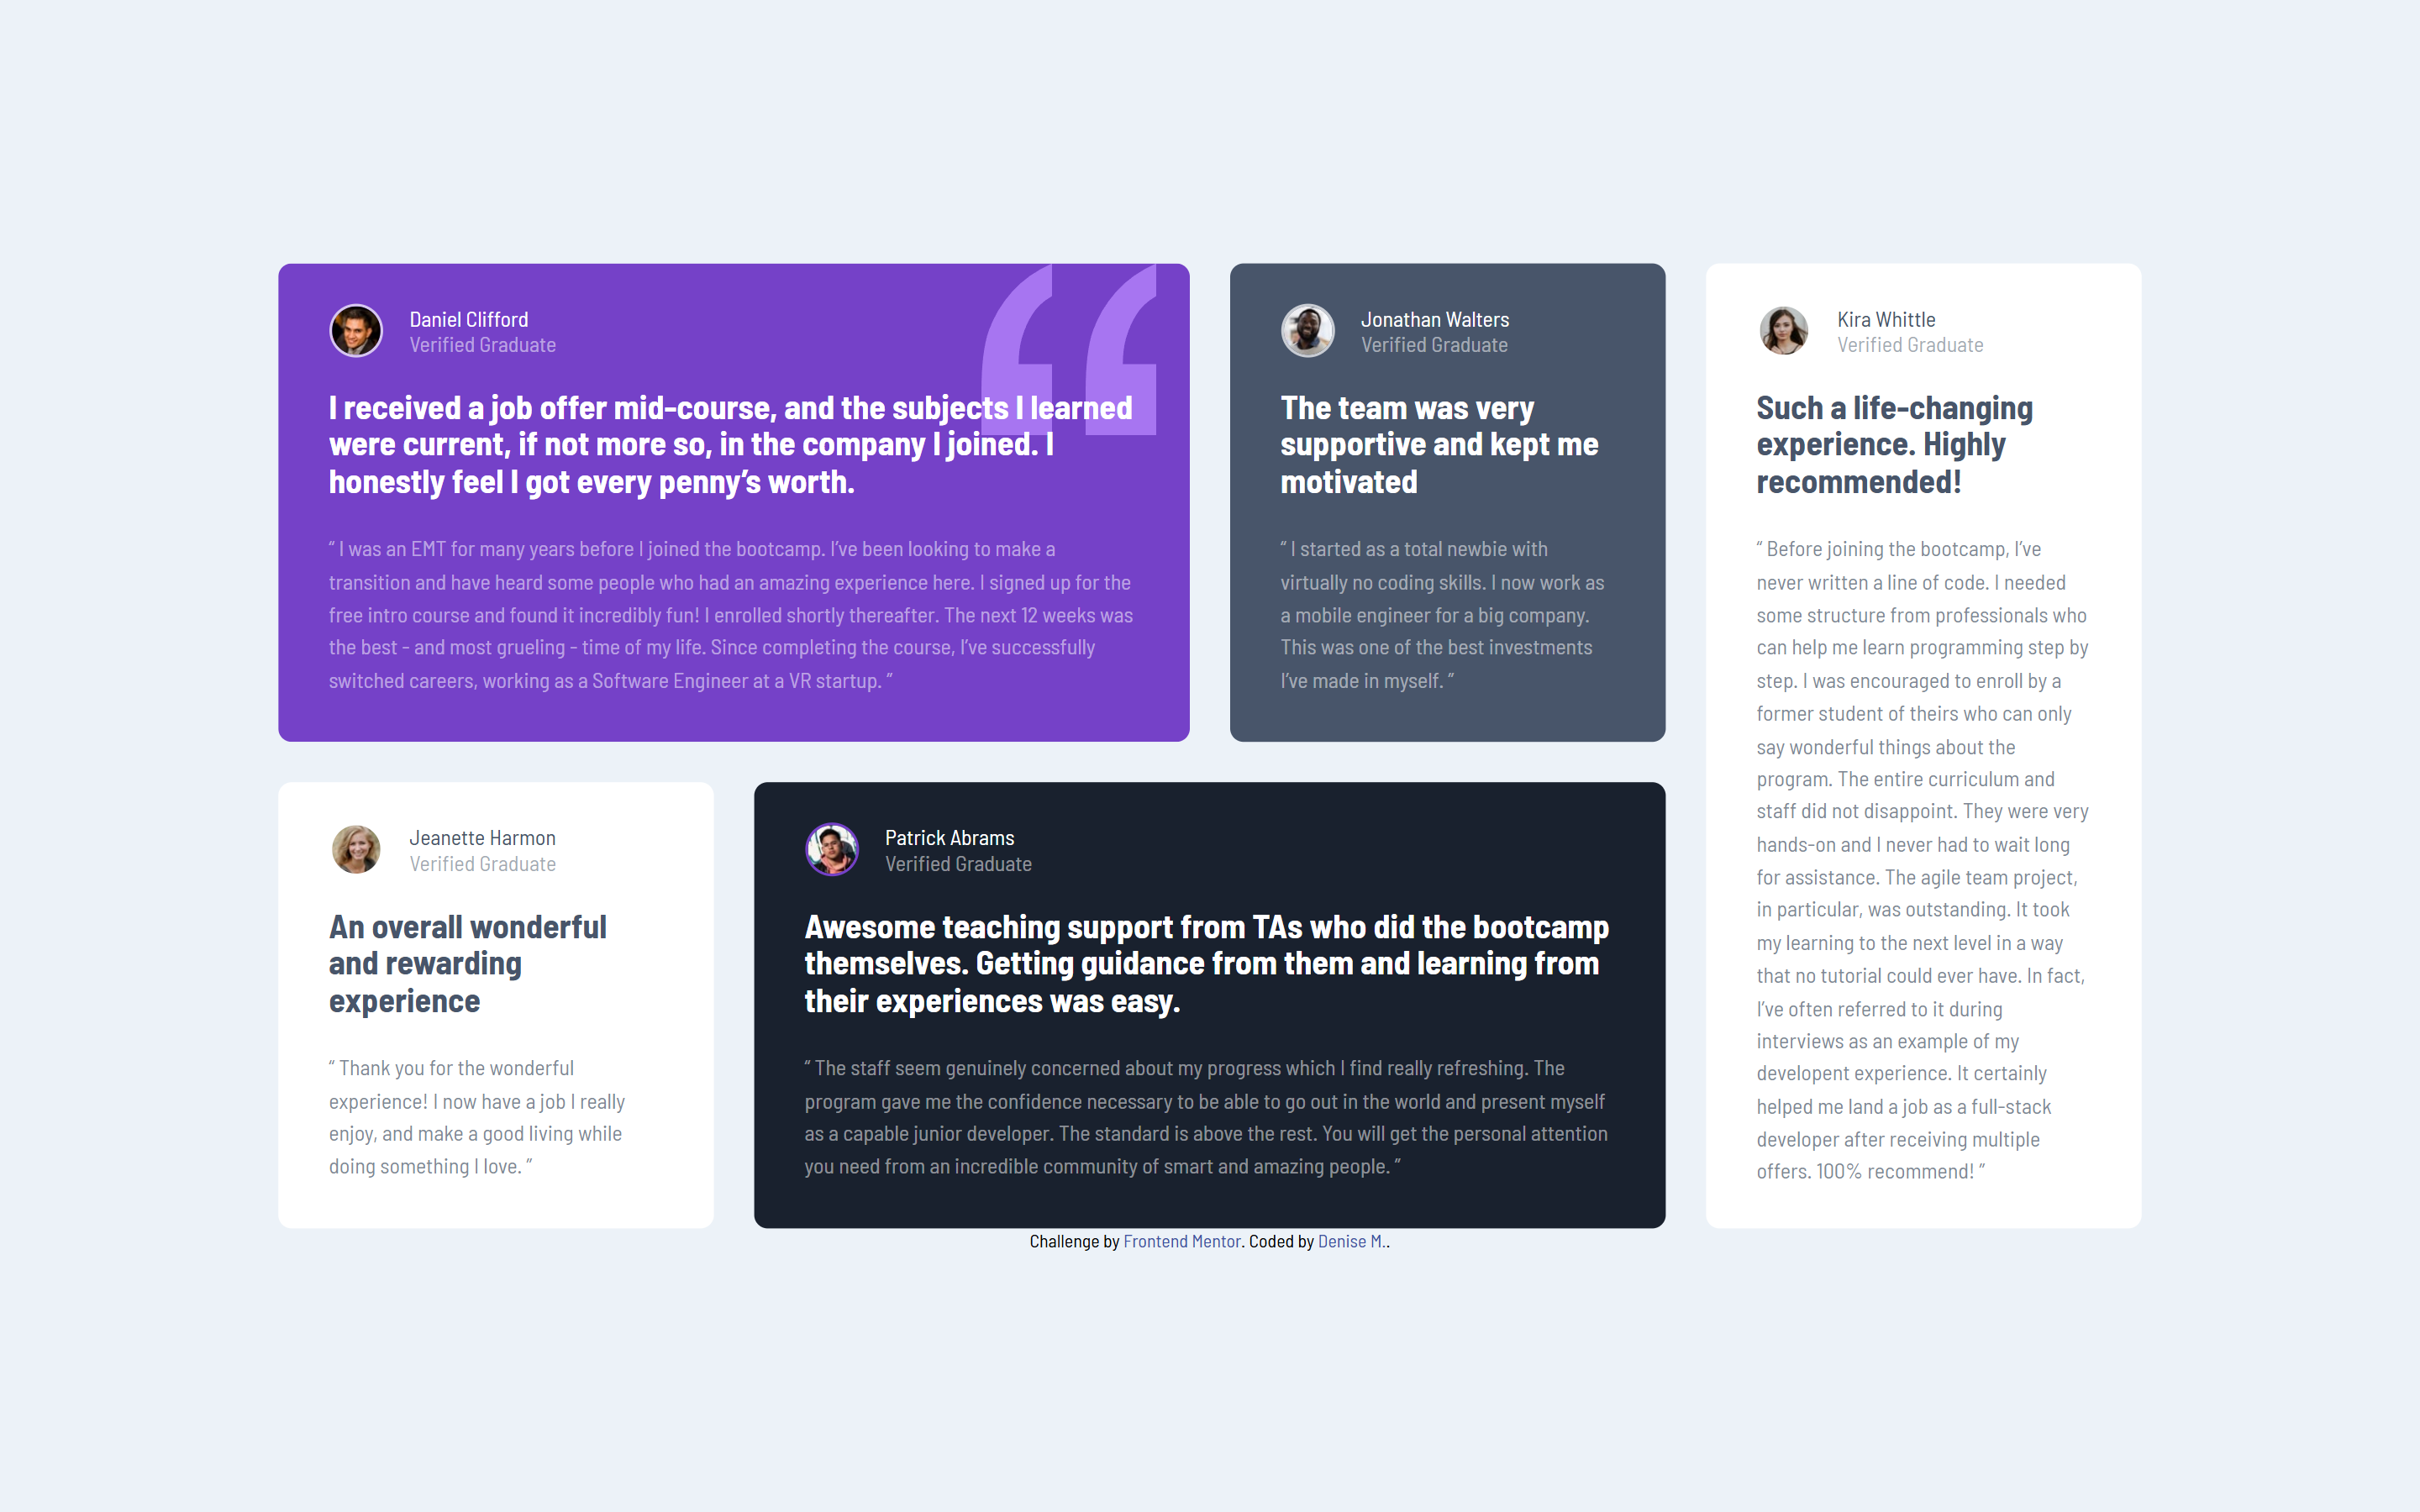 Daniel Clifford
Verified Graduate
I received a job offer mid-course, and the subjects I learned
were current, if not more so, in the company I joined. I
honestly feel I got every penny’s worth.
“ I was an EMT for many years before I joined the bootcamp. I’ve been looking to make a
transition and have heard some people who had an amazing experience here. I signed up for the
free intro course and found it incredibly fun! I enrolled shortly thereafter. The next 12 weeks was
the best - and most grueling - time of my life. Since completing the course, I’ve successfully
switched careers, working as a Software Engineer at a VR startup. ”
Jonathan Walters
Verified Graduate
The team was very
supportive and kept me
motivated
“ I started as a total newbie with
virtually no coding skills. I now work as
a mobile engineer for a big company.
This was one of the best investments
I’ve made in myself. ”
Kira Whittle
Verified Graduate
Such a life-changing
experience. Highly
recommended!
“ Before joining the bootcamp, I’ve
never written a line of code. I needed
some structure from professionals who
can help me learn programming step by
step. I was encouraged to enroll by a
former student of theirs who can only
say wonderful things about the
program. The entire curriculum and
staff did not disappoint. They were very
hands-on and I never had to wait long
for assistance. The agile team project,
in particular, was outstanding. It took
my learning to the next level in a way
that no tutorial could ever have. In fact,
I’ve often referred to it during
interviews as an example of my
developent experience. It certainly
helped me land a job as a full-stack
developer after receiving multiple
offers. 100% recommend! ”
Jeanette Harmon
Verified Graduate
An overall wonderful
and rewarding
experience
“ Thank you for the wonderful
experience! I now have a job I really
enjoy, and make a good living while
doing something I love. ”
Patrick Abrams
Verified Graduate
Awesome teaching support from TAs who did the bootcamp
themselves. Getting guidance from them and learning from
their experiences was easy.
“ The staff seem genuinely concerned about my progress which I find really refreshing. The
program gave me the confidence necessary to be able to go out in the world and present myself
as a capable junior developer. The standard is above the rest. You will get the personal attention
you need from an incredible community of smart and amazing people. ”
Challenge by Frontend Mentor. Coded by Denise M..